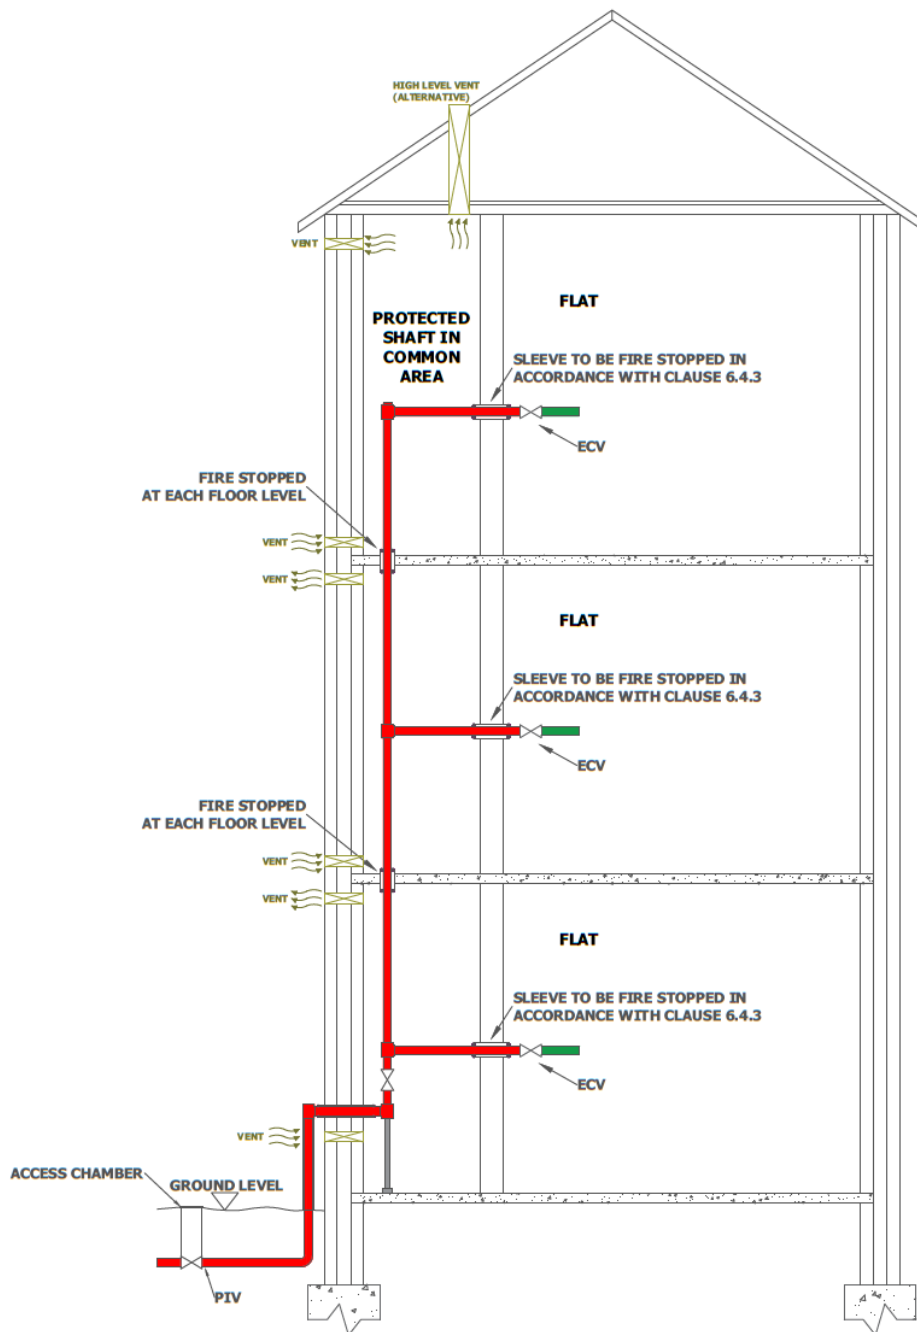 HIGH LEVEL VENT
(ALTERNATIVE)
VENT
FLAT
PROTECTED
SHAFT IN
COMMON
AREA
SLEEVE TO BE FIRE STOPPED IN
ACCORDANCE WITH CLAUSE 6.4.3
ECV
FIRE STOPPED
AT EACH FLOOR LEVEL
VENT
VENT
FLAT
SLEEVE TO BE FIRE STOPPED IN
ACCORDANCE WITH CLAUSE 6.4.3
ECV
FIRE STOPPED
AT EACH FLOOR LEVEL
VENT
VENT
FLAT
SLEEVE TO BE FIRE STOPPED IN
ACCORDANCE WITH CLAUSE 6.4.3
ECV
VENT
ACCESS CHAMBER
GROUND LEVEL
PIV